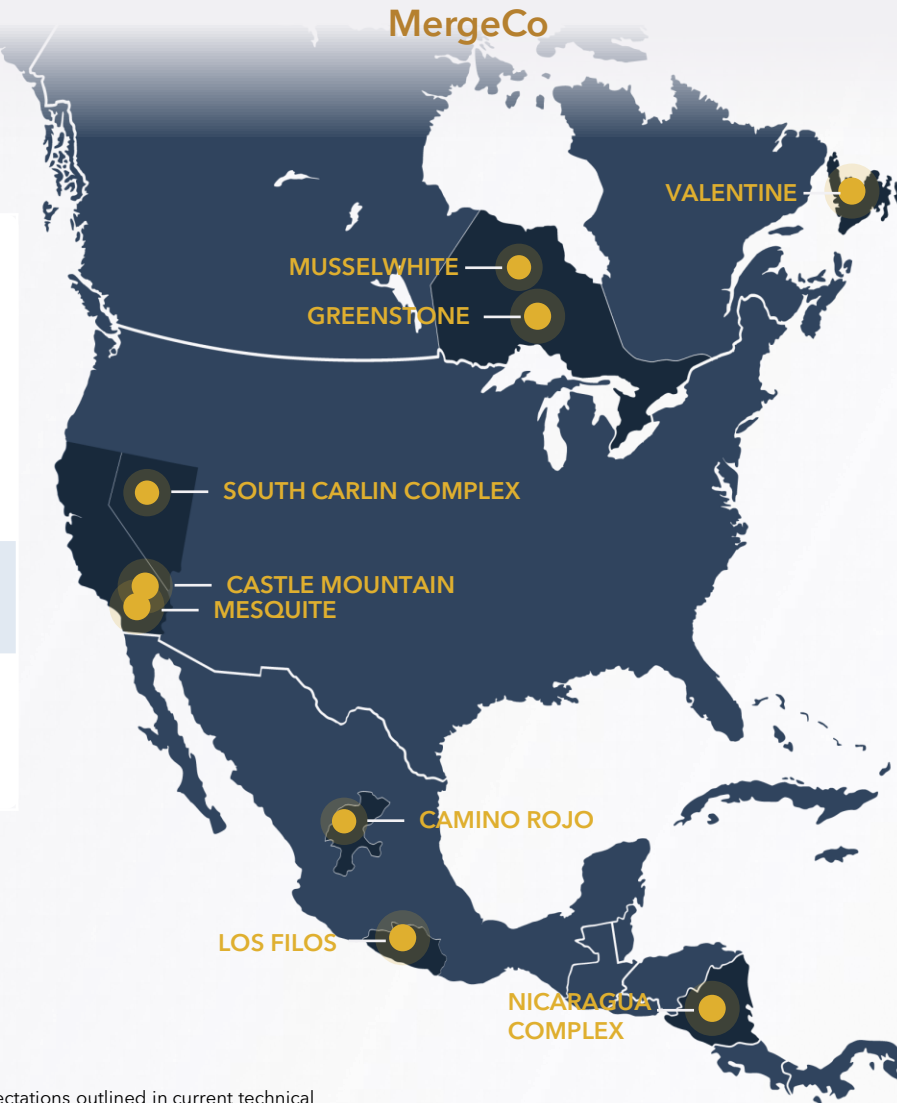 MergeCo
VALENTINE
MUSSELWHITE
GREENSTONE
SOUTH CARLIN COMPLEX
CASTLE MOUNTAIN
MESQUITE
CAMINO ROJO
LOS FILOS
NICARAGUA
COMPLEX
outlined in current technical